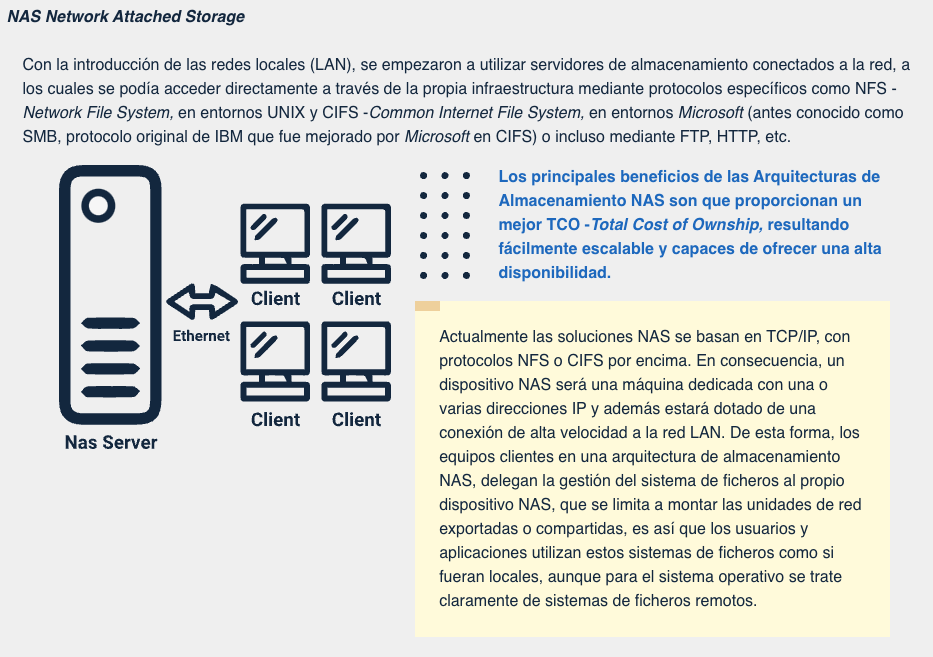 NAS Network Attached Storage
Con la introducción de las redes locales (LAN), se empezaron a utilizar servidores de almacenamiento conectados a la red, a
los cuales se podía acceder directamente a través de la propia infraestructura mediante protocolos específicos como NFS -
Network File System, en entornos UNIX y CIFS -Common Internet File System, en entornos Microsoft (antes conocido como
SMB, protocolo original de IBM que fue mejorado por Microsoft en CIFS) o incluso mediante FTP, HTTP, etc.
Client
Client
Ethernet
Client
Client
Nas Server
Los principales beneficios de las Arquitecturas de
Almacenamiento NAS son que proporcionan un
mejor TCO -Total Cost of Ownship, resultando
fácilmente escalable y capaces de ofrecer una alta
disponibilidad.
Actualmente las soluciones NAS se basan en TCP/IP, con
protocolos NFS o CIFS por encima. En consecuencia, un
dispositivo NAS será una máquina dedicada con una o
varias direcciones IP y además estará dotado de una
conexión de alta velocidad a la red LAN. De esta forma, los
equipos clientes en una arquitectura de almacenamiento
NAS, delegan la gestión del sistema de ficheros al propio
dispositivo NAS, que se limita a montar las unidades de red
exportadas o compartidas, es así que los usuarios y
aplicaciones utilizan estos sistemas de ficheros como si
fueran locales, aunque para el sistema operativo se trate
claramente de sistemas de ficheros remotos.